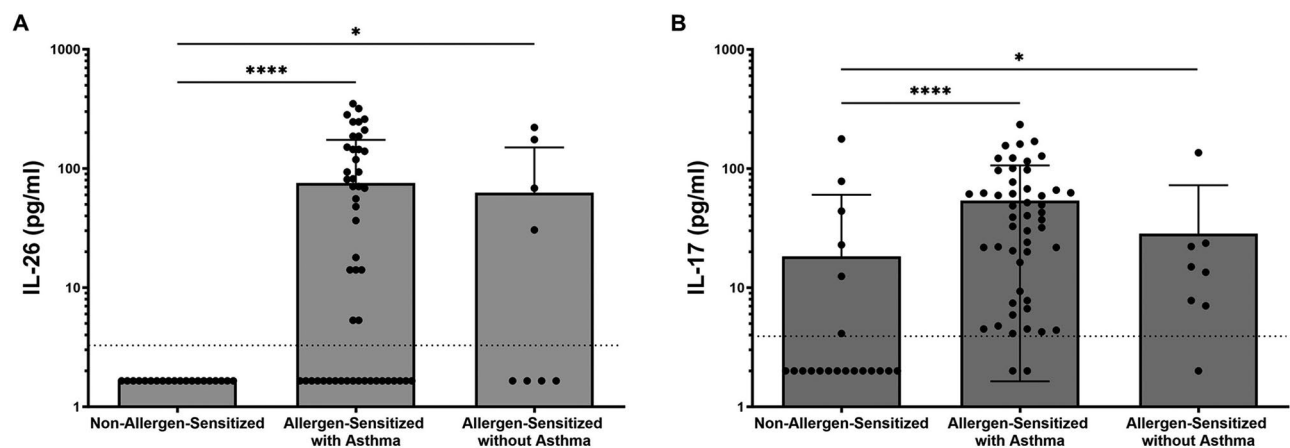 A
IL-26 (pg/ml)
1000
100
10
1
*
****
Non-Allergen-Sensitized
Allergen-Sensitized
with Asthma
Allergen-Sensitized
without Asthma
B
IL-17 (pg/ml)
1000
100
10
1
*
****
Non-Allergen-Sensitized
Allergen-Sensitized
with Asthma
Allergen-Sensitized
without Asthma